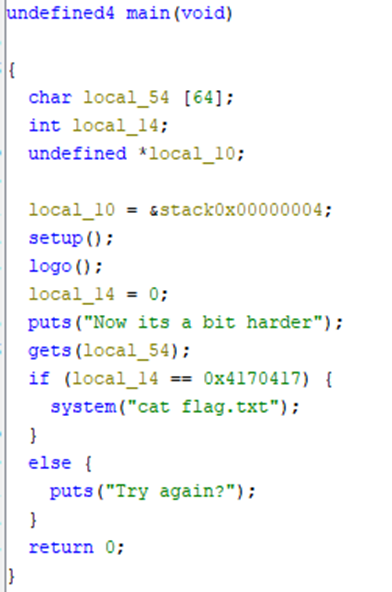 undefined4 main(void)
{
char local_54 [64];
int local_14;
undefined *local_10;
local_10 = &stack0x00000004;
setup();
logo();
local_14 = 0;
puts("Now its a bit harder");
gets(local_54);
if (local_14 == 0x4170417) {
system("cat flag.txt");
}
else {
puts("Try again?");
}
return 0;
}